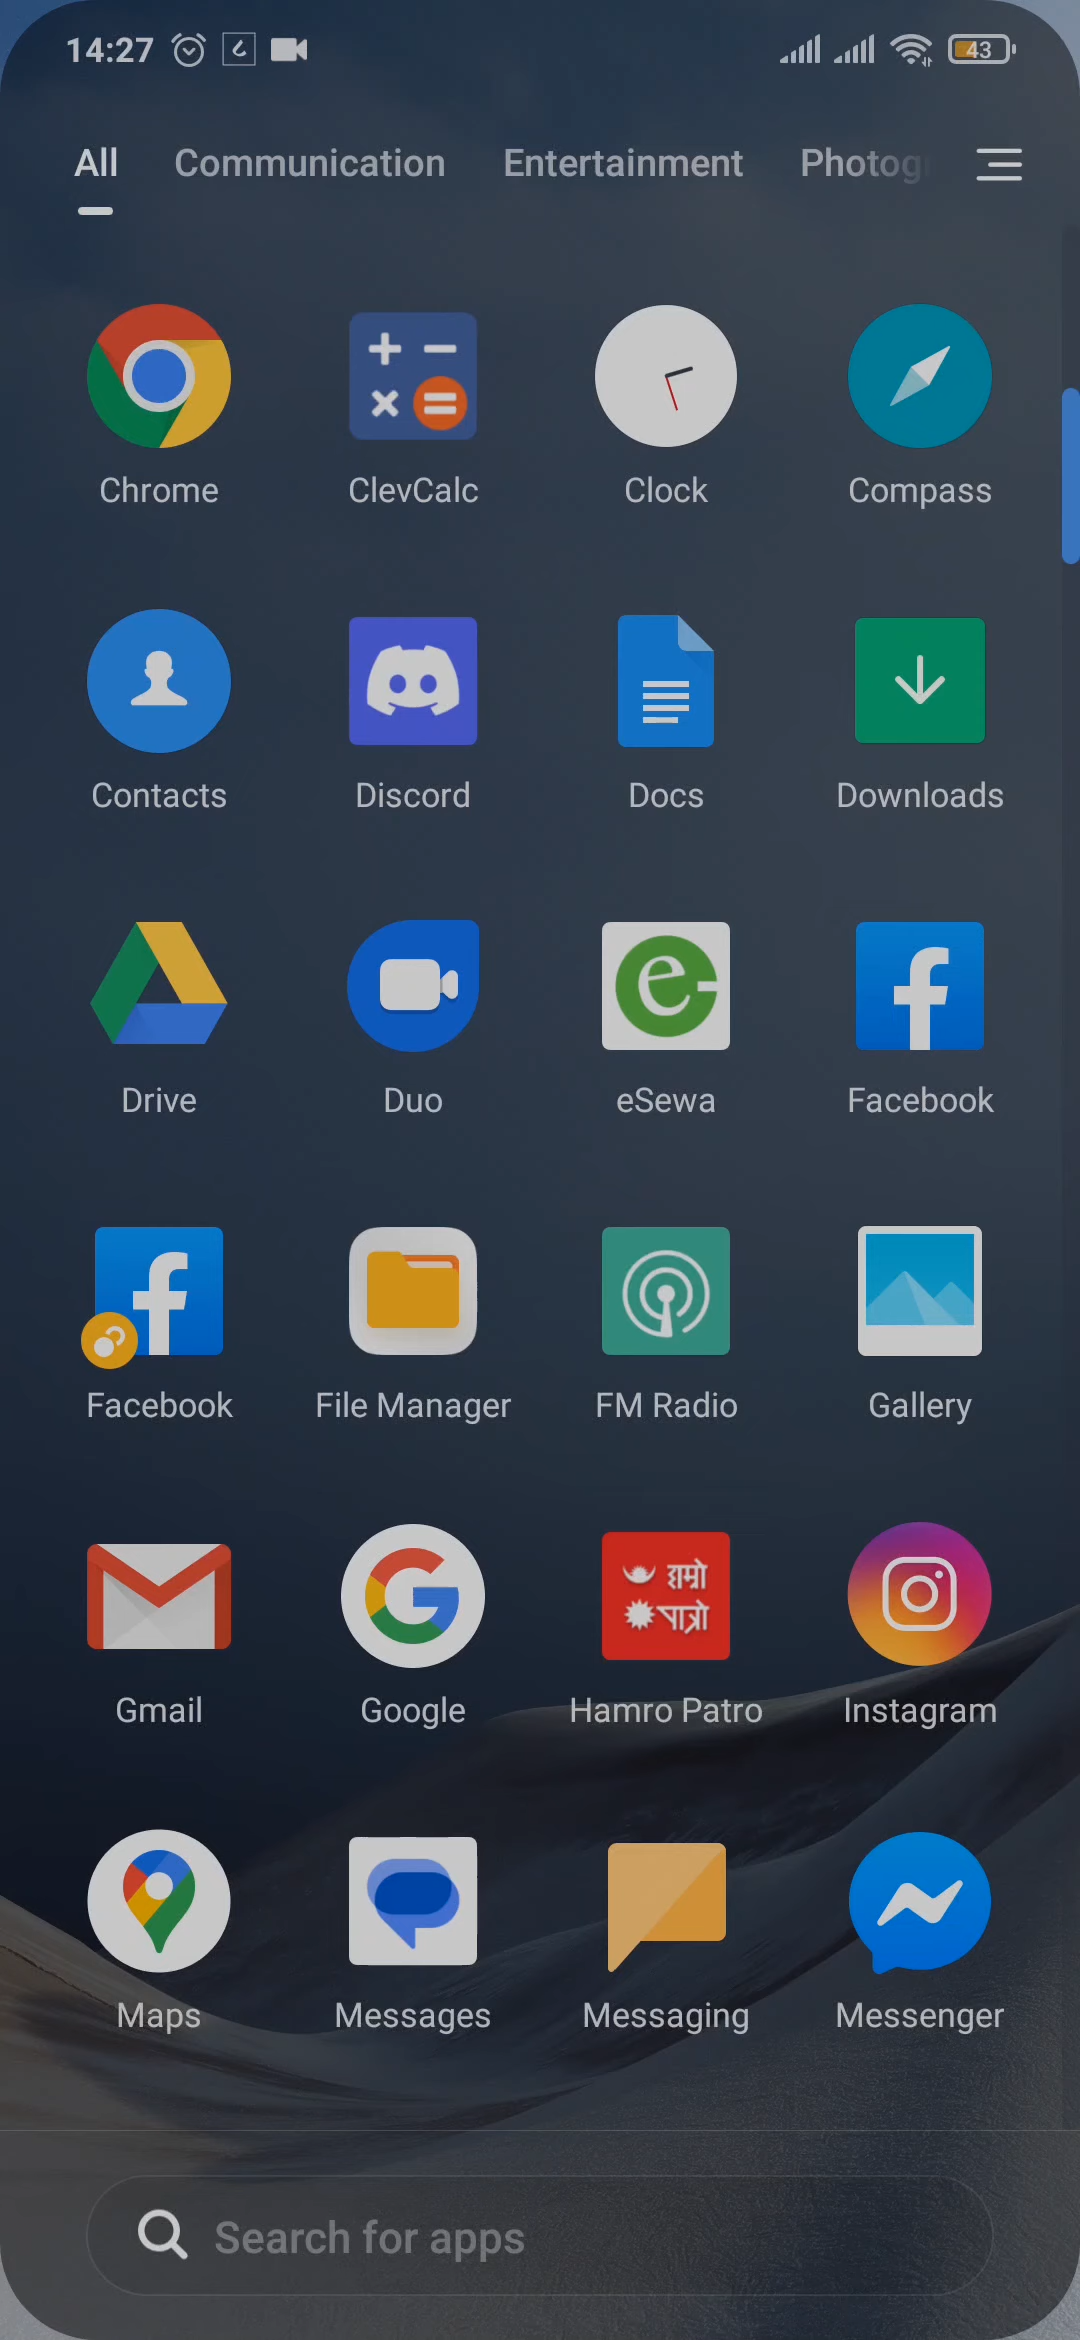 14:27
43
All Communication Entertainment Photog
Chrome ClevCalc Clock Compass
Contacts Discord Docs Downloads
Drive Duo eSewa Facebook
Facebook File Manager FM Radio Gallery
हाम्रो
पात्रो
Gmail Google Hamro Patro Instagram
Maps Messages Messaging Messenger
Search for apps